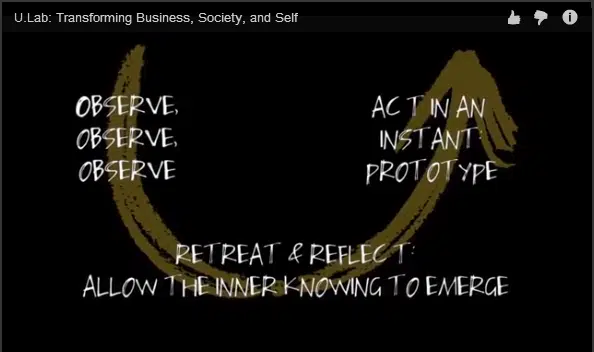 U.Lab: Transforming Business, Society, and Self
OBSERVE,
OBSERVE,
OBSERVE
ACT IN AN
INSTANT:
PROTOTYPE
RETREAT & REFLECT:
ALLOW THE INNER KNOWING TO EMERGE